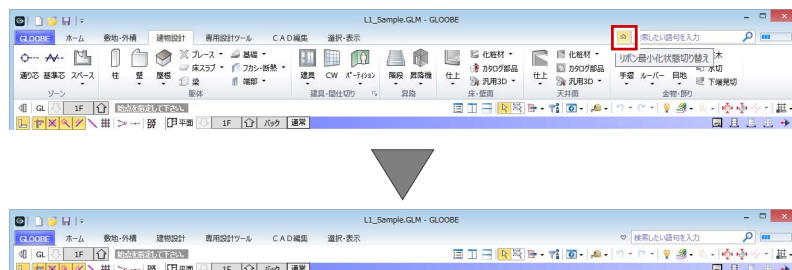 L1_Sample.GLM - GLOOBE
GLOOBE ホーム 敷地・外構 建物設計 専用設計ツール CAD編集 選択・表示 検索したい語句を入力
通り芯 基準芯 スペース 柱 壁 屋根 ブレース 基礎 床スラブ フカシ・断熱 梁 端部 建具 CW パーティション 階段 昇降機 仕上 化粧材 カタログ部品 汎用3D 仕上 化粧材 カタログ部品 汎用3D 手摺 ルーバー 目地 水切 下端見切
リボン最小化状態切り替え
ゾーン 躯体 建具・間仕切り 昇降 床・壁面 天井面 金物・飾り
GL 1F 始点を指定して下さい。
平面 1F バック 通常
L1_Sample.GLM - GLOOBE
GLOOBE ホーム 敷地・外構 建物設計 専用設計ツール CAD編集 選択・表示 検索したい語句を入力
GL 1F 始点を指定して下さい。
平面 1F バック 通常